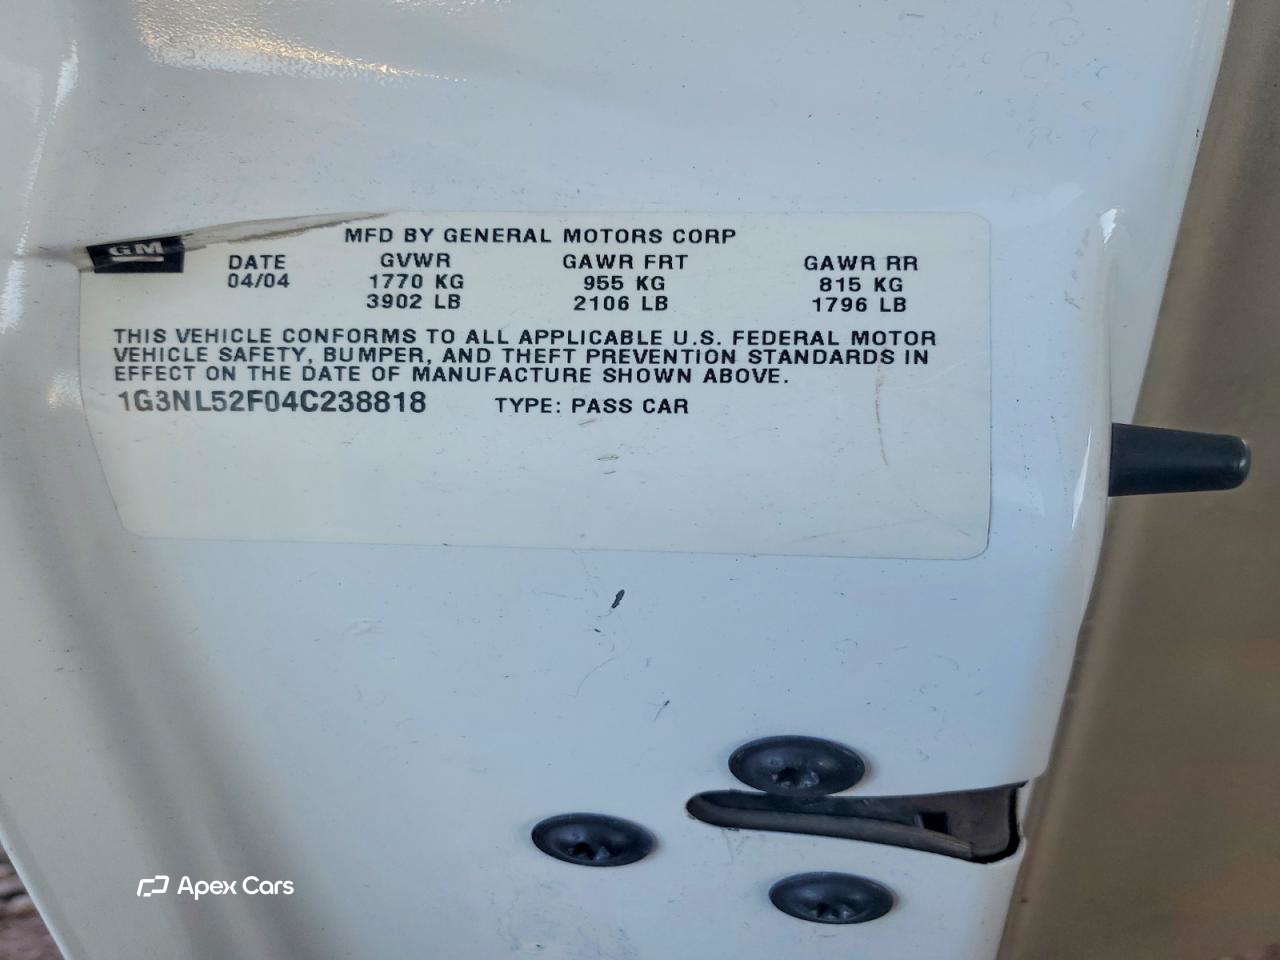 GM
MFD BY GENERAL MOTORS CORP
DATE GVWR GAWR FRT GAWR RR
04/04 1770 KG 955 KG 815 KG
3902 LB 2106 LB 1796 LB
THIS VEHICLE CONFORMS TO ALL APPLICABLE U.S. FEDERAL MOTOR
VEHICLE SAFETY, BUMPER, AND THEFT PREVENTION STANDARDS IN
EFFECT ON THE DATE OF MANUFACTURE SHOWN ABOVE.
1G3NL52F04C238818 TYPE: PASS CAR
Apex Cars